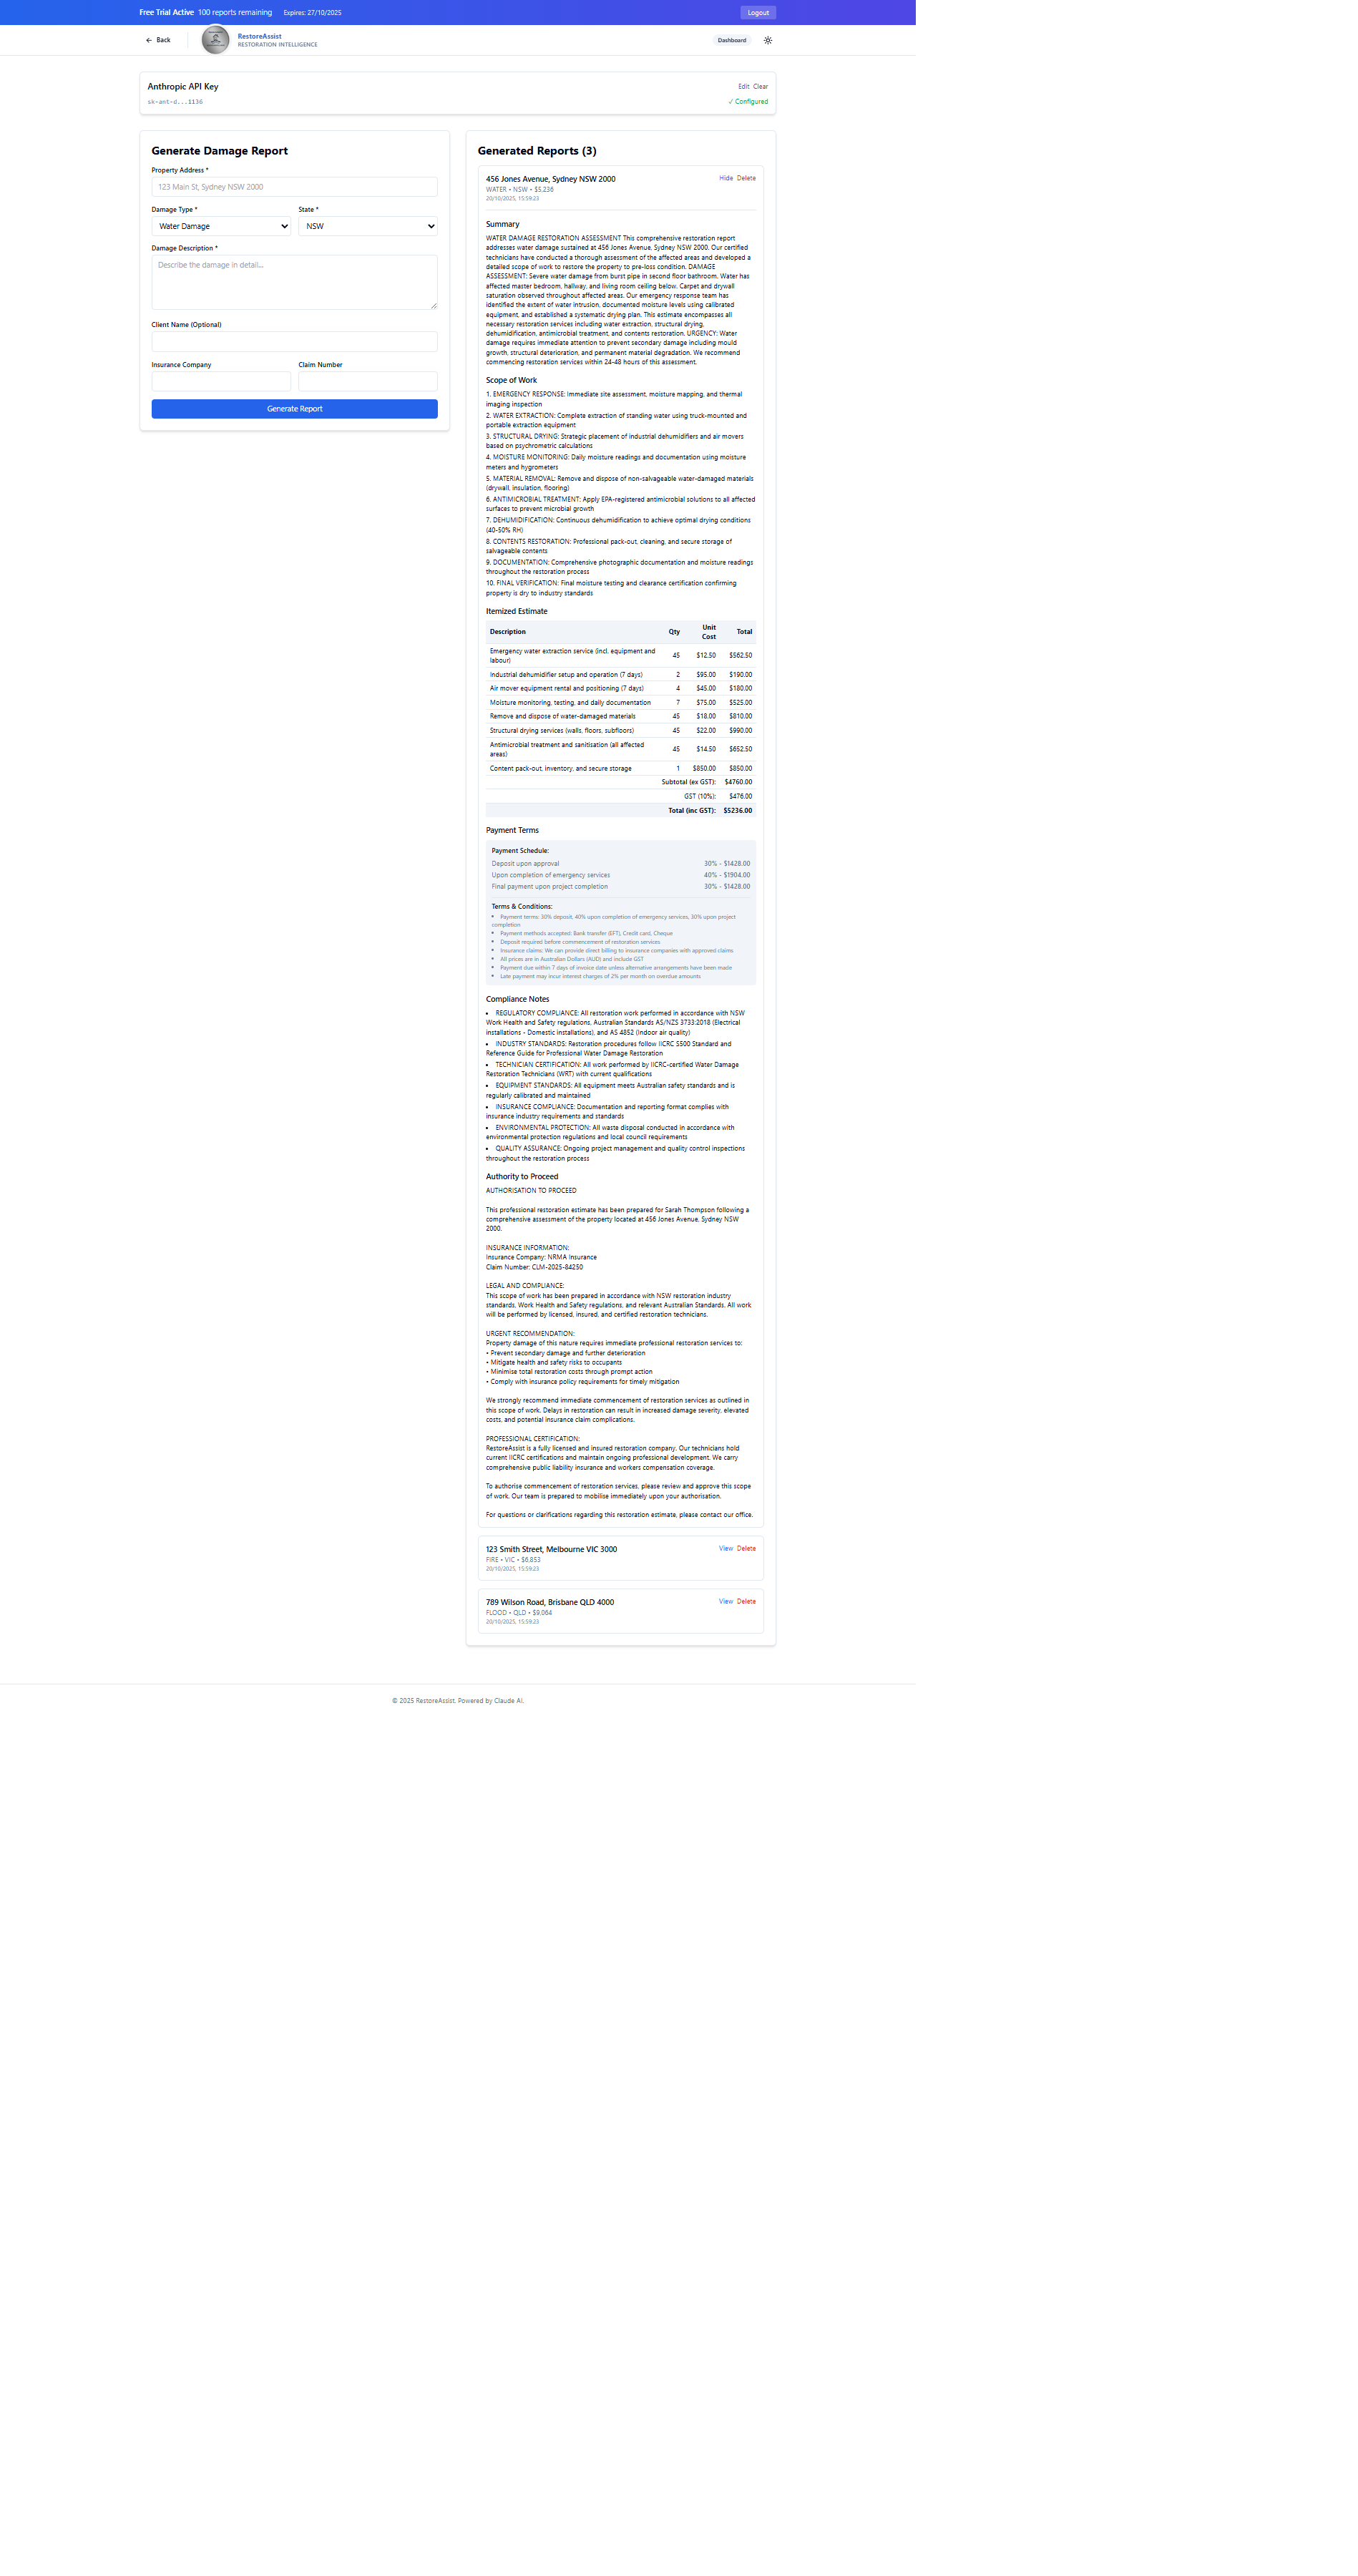 Free Trial Active 100 reports remaining Expires: 27/10/2025 Logout
← Back
RestoreAssist
RESTORATION INTELLIGENCE
Dashboard
Anthropic API Key
Edit Clear
sk-ant-d...1136
✓ Configured
Generate Damage Report
Property Address *
123 Main St, Sydney NSW 2000
Damage Type * State *
Water Damage NSW
Damage Description *
Describe the damage in detail...
Client Name (Optional)
Insurance Company Claim Number
Generate Report
Generated Reports (3)
456 Jones Avenue, Sydney NSW 2000
Hide Delete
WATER • NSW • $5,236
20/10/2025, 15:59:23
Summary
WATER DAMAGE RESTORATION ASSESSMENT This comprehensive restoration report
addresses water damage sustained at 456 Jones Avenue, Sydney NSW 2000. Our certified
technicians have conducted a thorough assessment of the affected areas and developed a
detailed scope of work to restore the property to pre-loss condition. DAMAGE
ASSESSMENT: Severe water damage from burst pipe in second floor bathroom. Water has
affected master bedroom, hallway, and living room ceiling below. Carpet and drywall
saturation observed throughout affected areas. Our emergency response team has
identified the extent of water intrusion, documented moisture levels using calibrated
equipment, and established a systematic drying plan. This estimate encompasses all
necessary restoration services including water extraction, structural drying,
dehumidification, antimicrobial treatment, and contents restoration. URGENCY: Water
damage requires immediate attention to prevent secondary damage including mould
growth, structural deterioration, and permanent material degradation. We recommend
commencing restoration services within 24-48 hours of this assessment.
Scope of Work
1. EMERGENCY RESPONSE: Immediate site assessment, moisture mapping, and thermal
imaging inspection
2. WATER EXTRACTION: Complete extraction of standing water using truck-mounted and
portable extraction equipment
3. STRUCTURAL DRYING: Strategic placement of industrial dehumidifiers and air movers
based on psychrometric calculations
4. MOISTURE MONITORING: Daily moisture readings and documentation using moisture
meters and hygrometers
5. MATERIAL REMOVAL: Remove and dispose of non-salvageable water-damaged materials
(drywall, insulation, flooring)
6. ANTIMICROBIAL TREATMENT: Apply EPA-registered antimicrobial solutions to all affected
surfaces to prevent microbial growth
7. DEHUMIDIFICATION: Continuous dehumidification to achieve optimal drying conditions
(40-50% RH)
8. CONTENTS RESTORATION: Professional pack-out, cleaning, and secure storage of
salvageable contents
9. DOCUMENTATION: Comprehensive photographic documentation and moisture readings
throughout the restoration process
10. FINAL VERIFICATION: Final moisture testing and clearance certification confirming
property is dry to industry standards
Itemized Estimate
Description Qty Unit Cost Total
Emergency water extraction service (incl. equipment and labour) 45 $12.50 $562.50
Industrial dehumidifier setup and operation (7 days) 2 $95.00 $190.00
Air mover equipment rental and positioning (7 days) 4 $45.00 $180.00
Moisture monitoring, testing, and daily documentation 7 $75.00 $525.00
Remove and dispose of water-damaged materials 45 $18.00 $810.00
Structural drying services (walls, floors, subfloors) 45 $22.00 $990.00
Antimicrobial treatment and sanitisation (all affected areas) 45 $14.50 $652.50
Content pack-out, inventory, and secure storage 1 $850.00 $850.00
Subtotal (ex GST): $4760.00
GST (10%): $476.00
Total (inc GST): $5236.00
Payment Terms
Payment Schedule:
Deposit upon approval 30% - $1428.00
Upon completion of emergency services 40% - $1904.00
Final payment upon project completion 30% - $1428.00
Terms & Conditions:
• Payment terms: 30% deposit, 40% upon completion of emergency services, 30% upon project
completion
• Payment methods accepted: Bank transfer (EFT), Credit card, Cheque
• Deposit required before commencement of restoration services
• Insurance claims: We can provide direct billing to insurance companies with approved claims
• All prices are in Australian Dollars (AUD) and include GST
• Payment due within 7 days of invoice date unless alternative arrangements have been made
• Late payment may incur interest charges of 2% per month on overdue amounts
Compliance Notes
• REGULATORY COMPLIANCE: All restoration work performed in accordance with NSW
Work Health and Safety regulations, Australian Standards AS/NZS 3733:2018 (Electrical
installations - Domestic installations), and AS 4852 (Indoor air quality)
• INDUSTRY STANDARDS: Restoration procedures follow IICRC S500 Standard and
Reference Guide for Professional Water Damage Restoration
• TECHNICIAN CERTIFICATION: All work performed by IICRC-certified Water Damage
Restoration Technicians (WRT) with current qualifications
• EQUIPMENT STANDARDS: All equipment meets Australian safety standards and is
regularly calibrated and maintained
• INSURANCE COMPLIANCE: Documentation and reporting format complies with
insurance industry requirements and standards
• ENVIRONMENTAL PROTECTION: All waste disposal conducted in accordance with
environmental protection regulations and local council requirements
• QUALITY ASSURANCE: Ongoing project management and quality control inspections
throughout the restoration process
Authority to Proceed
AUTHORISATION TO PROCEED
This professional restoration estimate has been prepared for Sarah Thompson following a
comprehensive assessment of the property located at 456 Jones Avenue, Sydney NSW
2000.
INSURANCE INFORMATION:
Insurance Company: NRMA Insurance
Claim Number: CLM-2025-84250
LEGAL AND COMPLIANCE:
This scope of work has been prepared in accordance with NSW restoration industry
standards, Work Health and Safety regulations, and relevant Australian Standards. All work
will be performed by licensed, insured, and certified restoration technicians.
URGENT RECOMMENDATION:
Property damage of this nature requires immediate professional restoration services to:
• Prevent secondary damage and further deterioration
• Mitigate health and safety risks to occupants
• Minimise total restoration costs through prompt action
• Comply with insurance policy requirements for timely mitigation
We strongly recommend immediate commencement of restoration services as outlined in
this scope of work. Delays in restoration can result in increased damage severity, elevated
costs, and potential insurance claim complications.
PROFESSIONAL CERTIFICATION:
RestoreAssist is a fully licensed and insured restoration company. Our technicians hold
current IICRC certifications and maintain ongoing professional development. We carry
comprehensive public liability insurance and workers compensation coverage.
To authorise commencement of restoration services, please review and approve this scope
of work. Our team is prepared to mobilise immediately upon your authorisation.
For questions or clarifications regarding this restoration estimate, please contact our office.
123 Smith Street, Melbourne VIC 3000
View Delete
FIRE • VIC • $6,853
20/10/2025, 15:59:23
789 Wilson Road, Brisbane QLD 4000
View Delete
FLOOD • QLD • $9,064
20/10/2025, 15:59:23
© 2025 RestoreAssist. Powered by Claude AI.